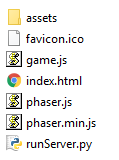 assets
favicon.ico
game.js
index.html
phaser.js
phaser.min.js
runServer.py